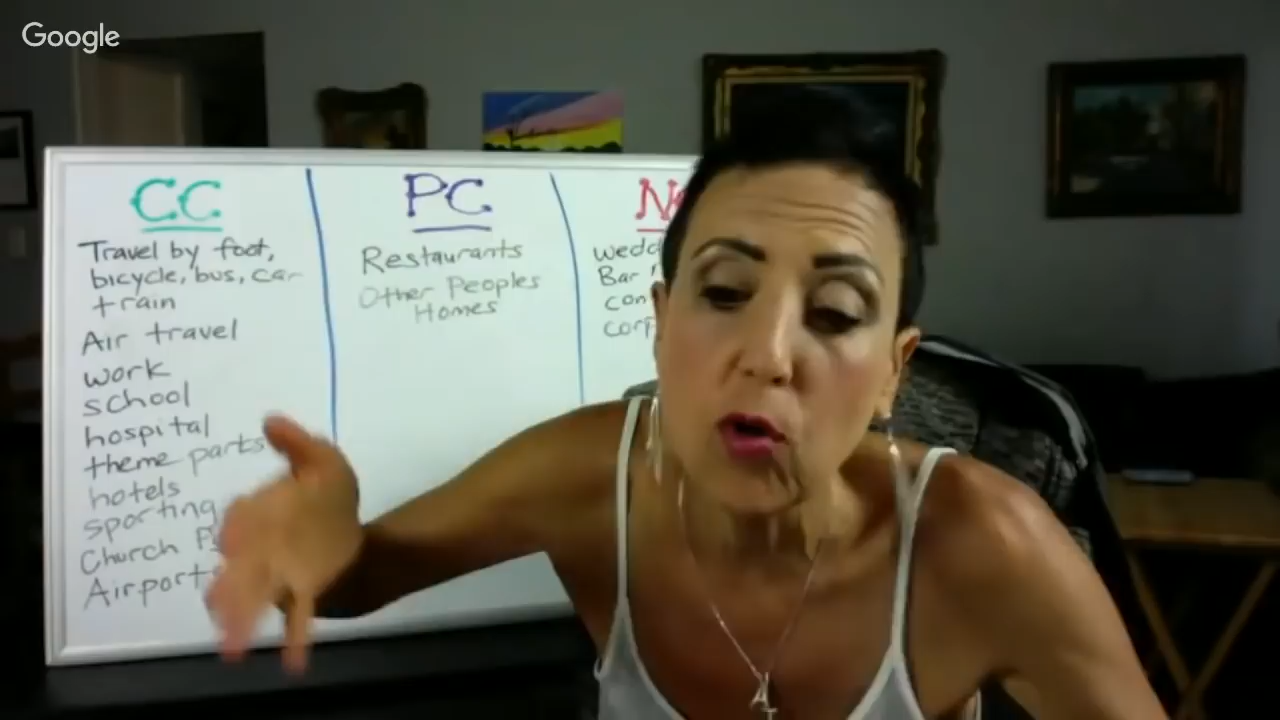 Google
CC
Travel by foot,
bicycle, bus, car
train
Air travel
work
school
hospital
theme parks
hotels
sporting
Church
Airport
PC
Restaurants
Other Peoples
Homes
Bar